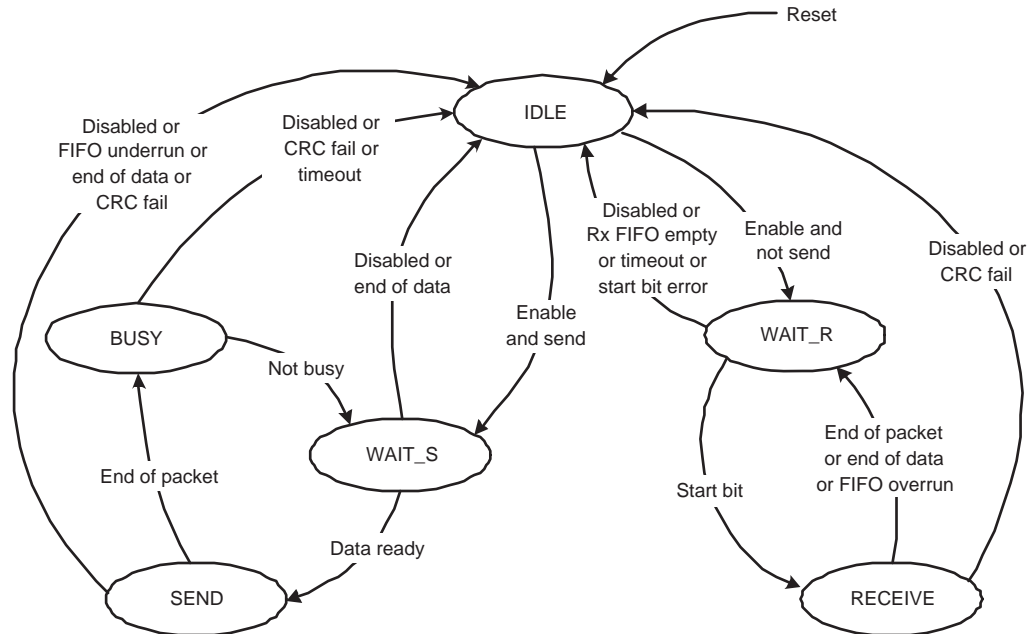 Reset
IDLE
Disabled or
FIFO underrun or
end of data or
CRC fail
Disabled or
CRC fail or
timeout
Disabled or
end of data
Enable
and send
Disabled or
Rx FIFO empty
or timeout or
start bit error
Enable and
not send
Disabled or
CRC fail
BUSY
Not busy
WAIT_S
WAIT_R
End of packet
Data ready
Start bit
End of packet
or end of data
or FIFO overrun
SEND
RECEIVE